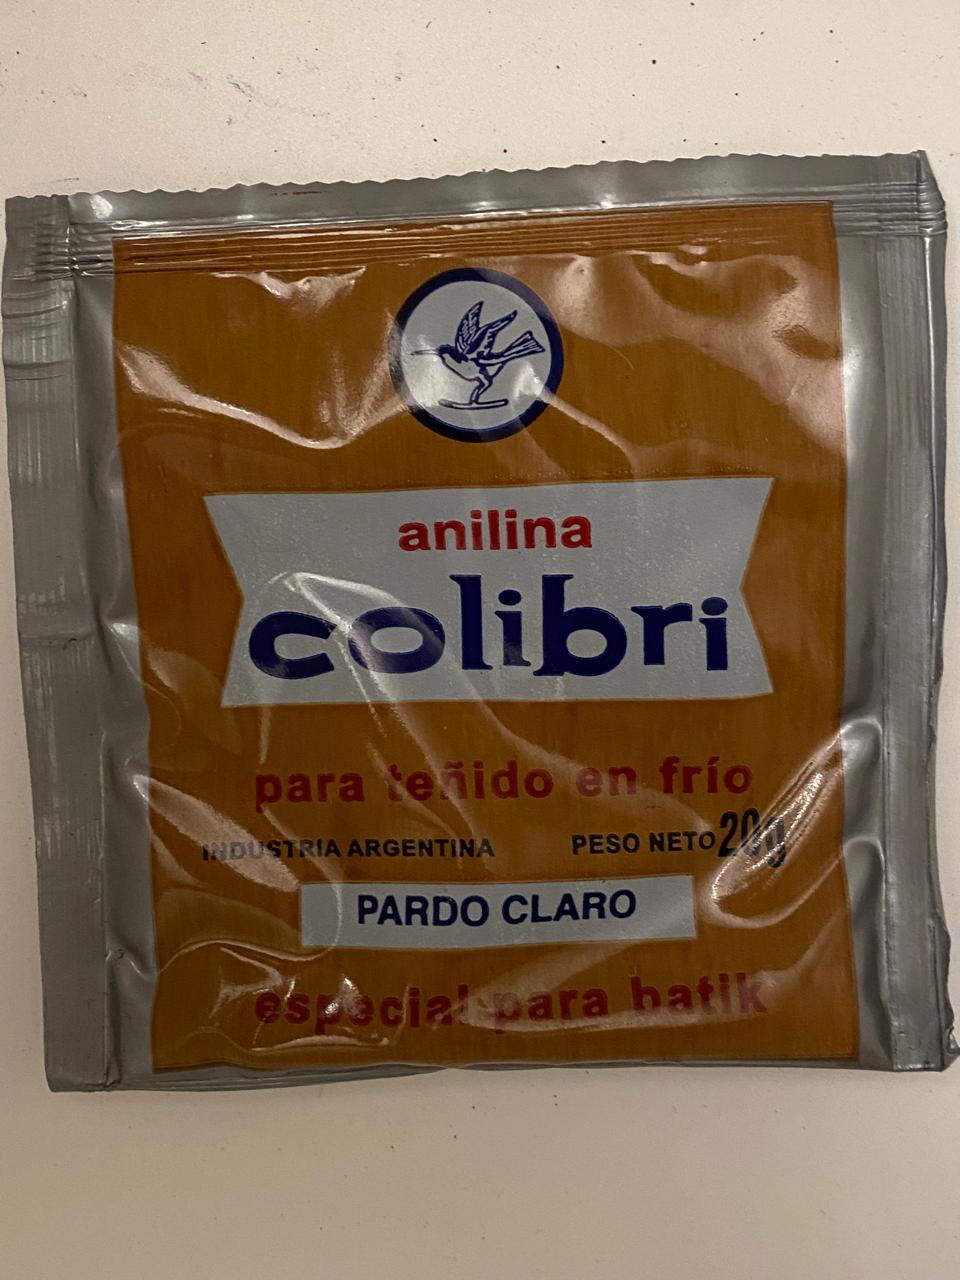 anilina
colibri
para teñido en frío
INDUSTRIA ARGENTINA PESO NETO 20g
PARDO CLARO
especial para batik